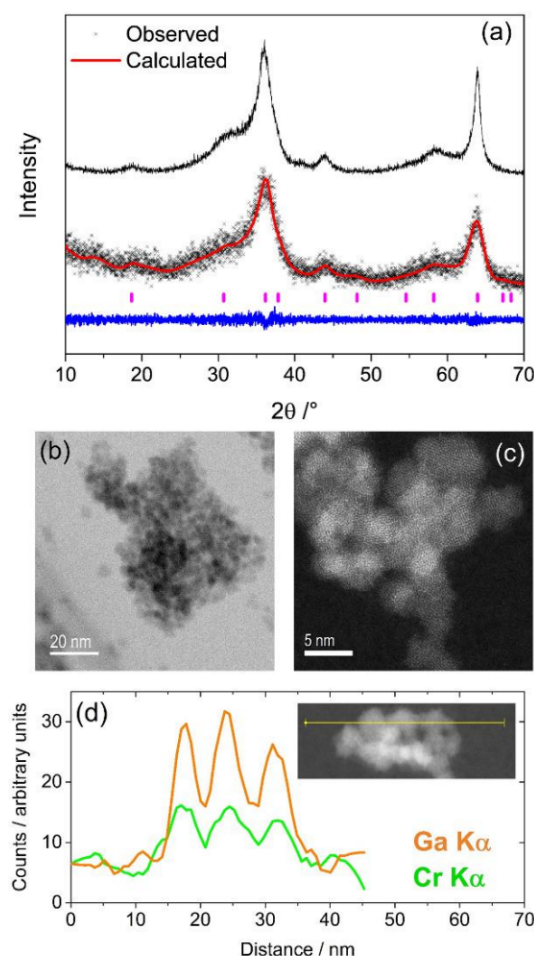 (a)
Observed
Calculated
Intensity
10 20 30 40 50 60 70
2θ /°
(b)
20 nm
(c)
5 nm
(d)
30
20
10
0
Counts / arbitrary units
Ga Kα
Cr Kα
0 10 20 30 40 50 60 70
Distance / nm